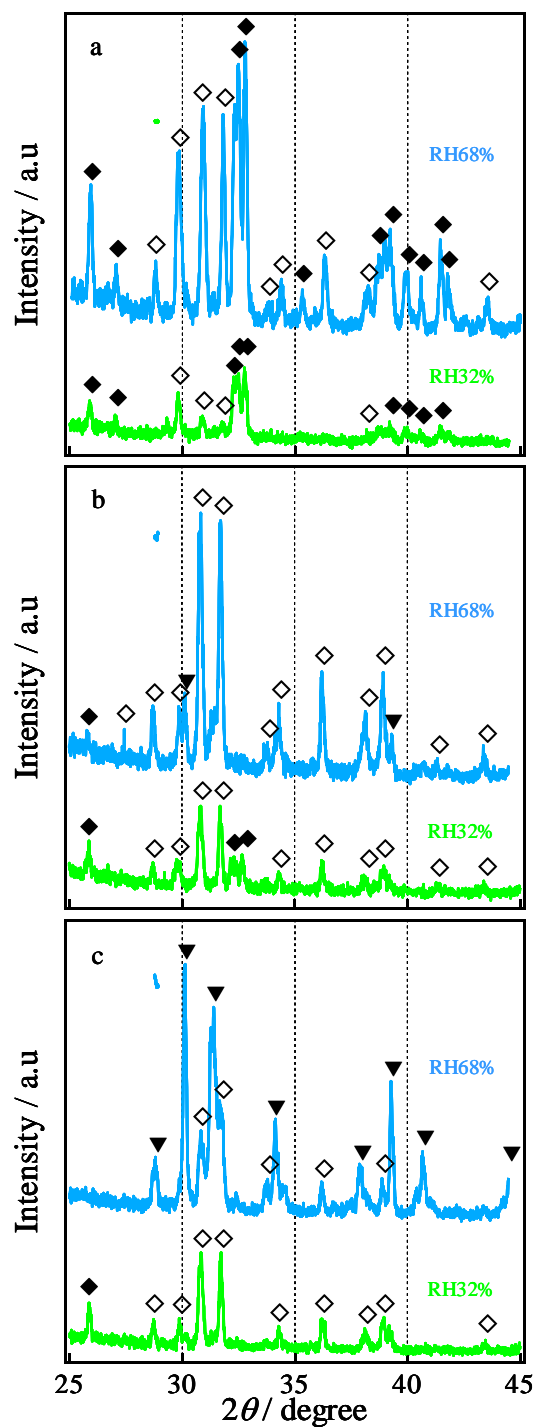 a
RH68%
Intensity / a.u
RH32%
b
RH68%
Intensity / a.u
RH32%
c
RH68%
Intensity / a.u
RH32%
25 30 35 40 45
2θ / degree